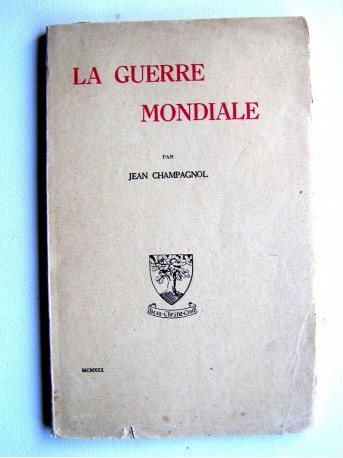 LA GUERRE
MONDIALE
PAR
JEAN CHAMPAGNOL
MCMXXX